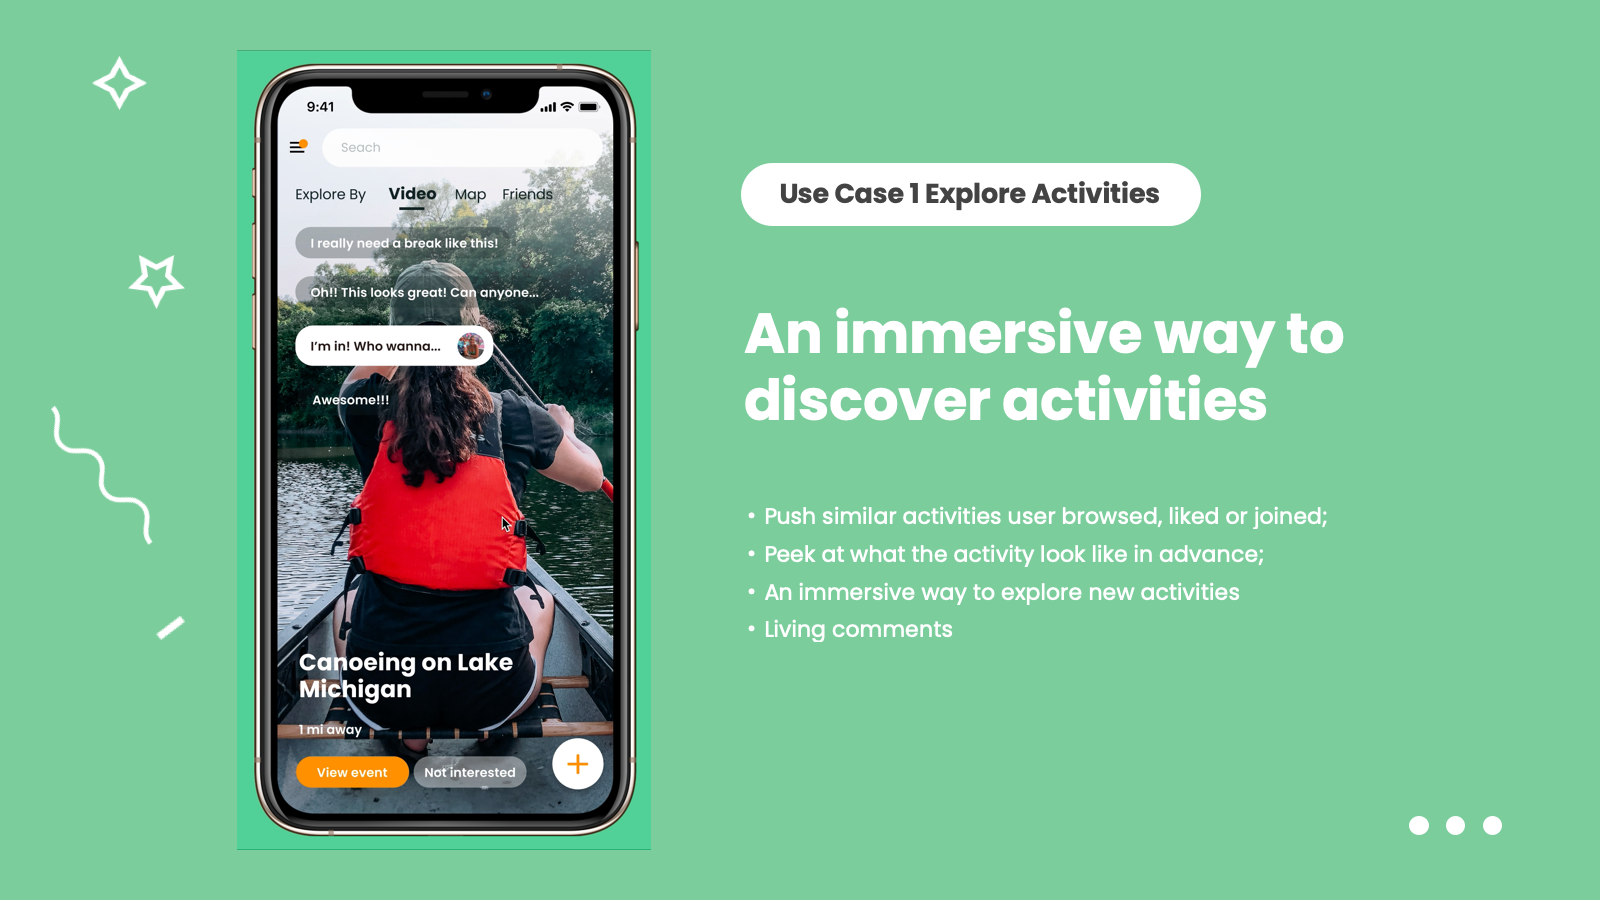 9:41
Seach
Explore By Video Map Friends
I really need a break like this!
Oh!! This looks great! Can anyone...
I'm in! Who wanna...
Awesome!!!
Canoeing on Lake
Michigan
1 mi away
View event Not interested
Use Case 1 Explore Activities
An immersive way to
discover activities
• Push similar activities user browsed, liked or joined;
• Peek at what the activity look like in advance;
• An immersive way to explore new activities
• Living comments